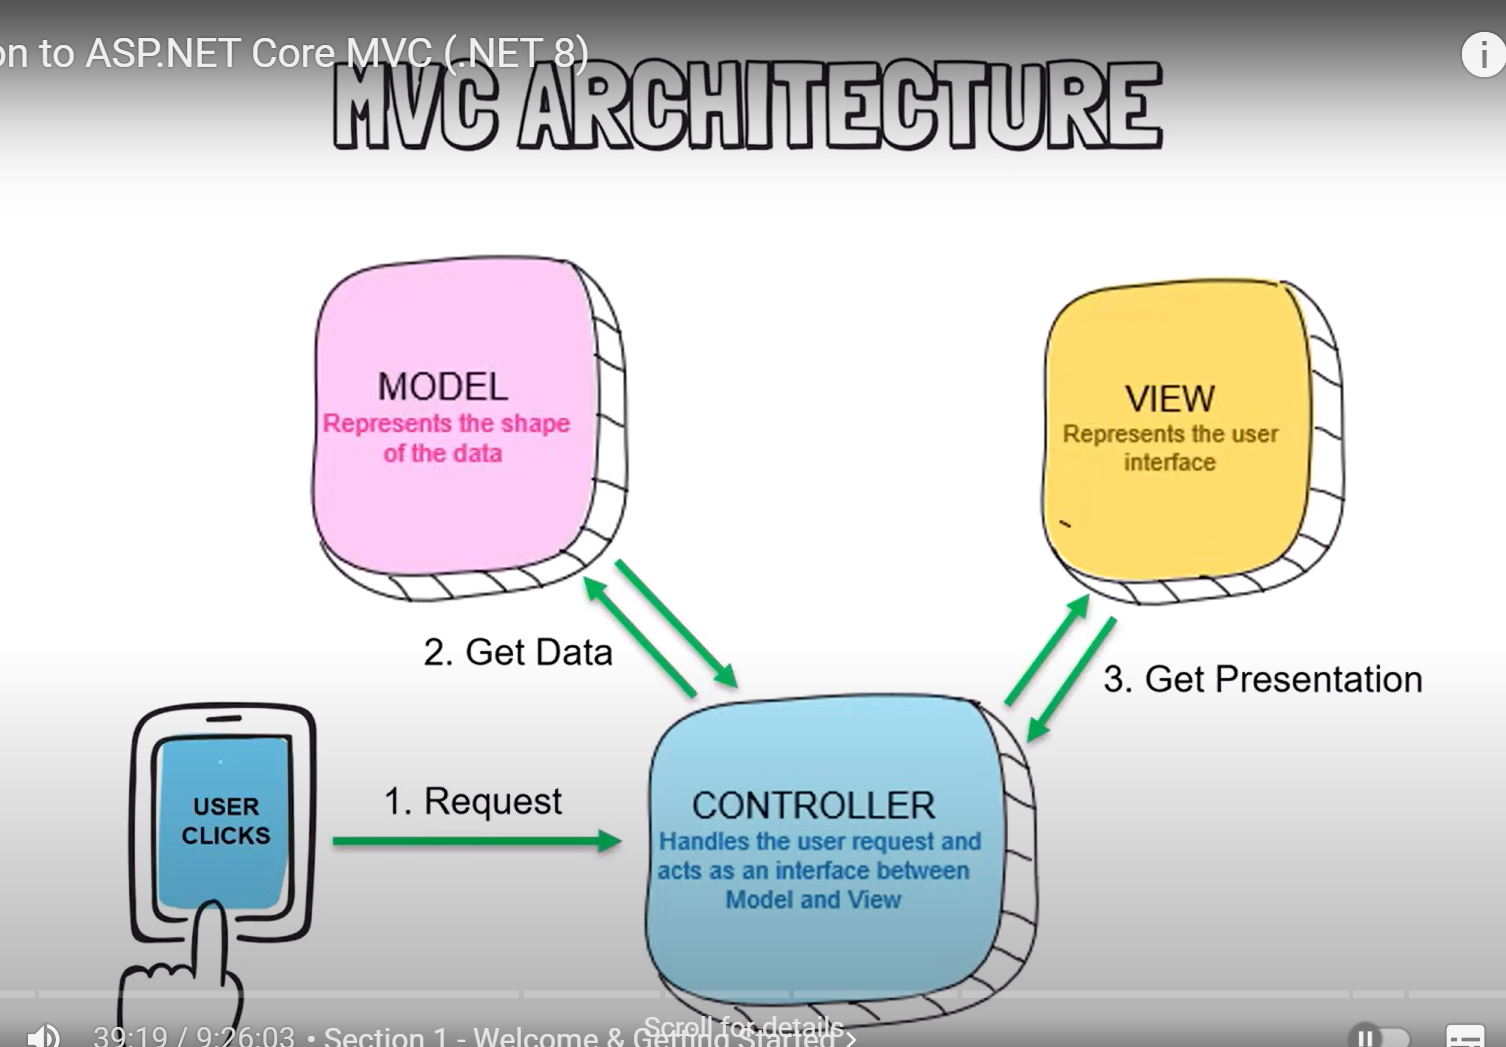 on to ASP.NET Core MVC (.NET 8)
MVC ARCHITECTURE
MODEL
Represents the shape
of the data
VIEW
Represents the user
interface
2. Get Data
3. Get Presentation
1. Request
USER
CLICKS
CONTROLLER
Handles the user request and
acts as an interface between
Model and View
Scroll for details
39:19 / 9:26:03 • Section 1 - Welcome & Getting Started >